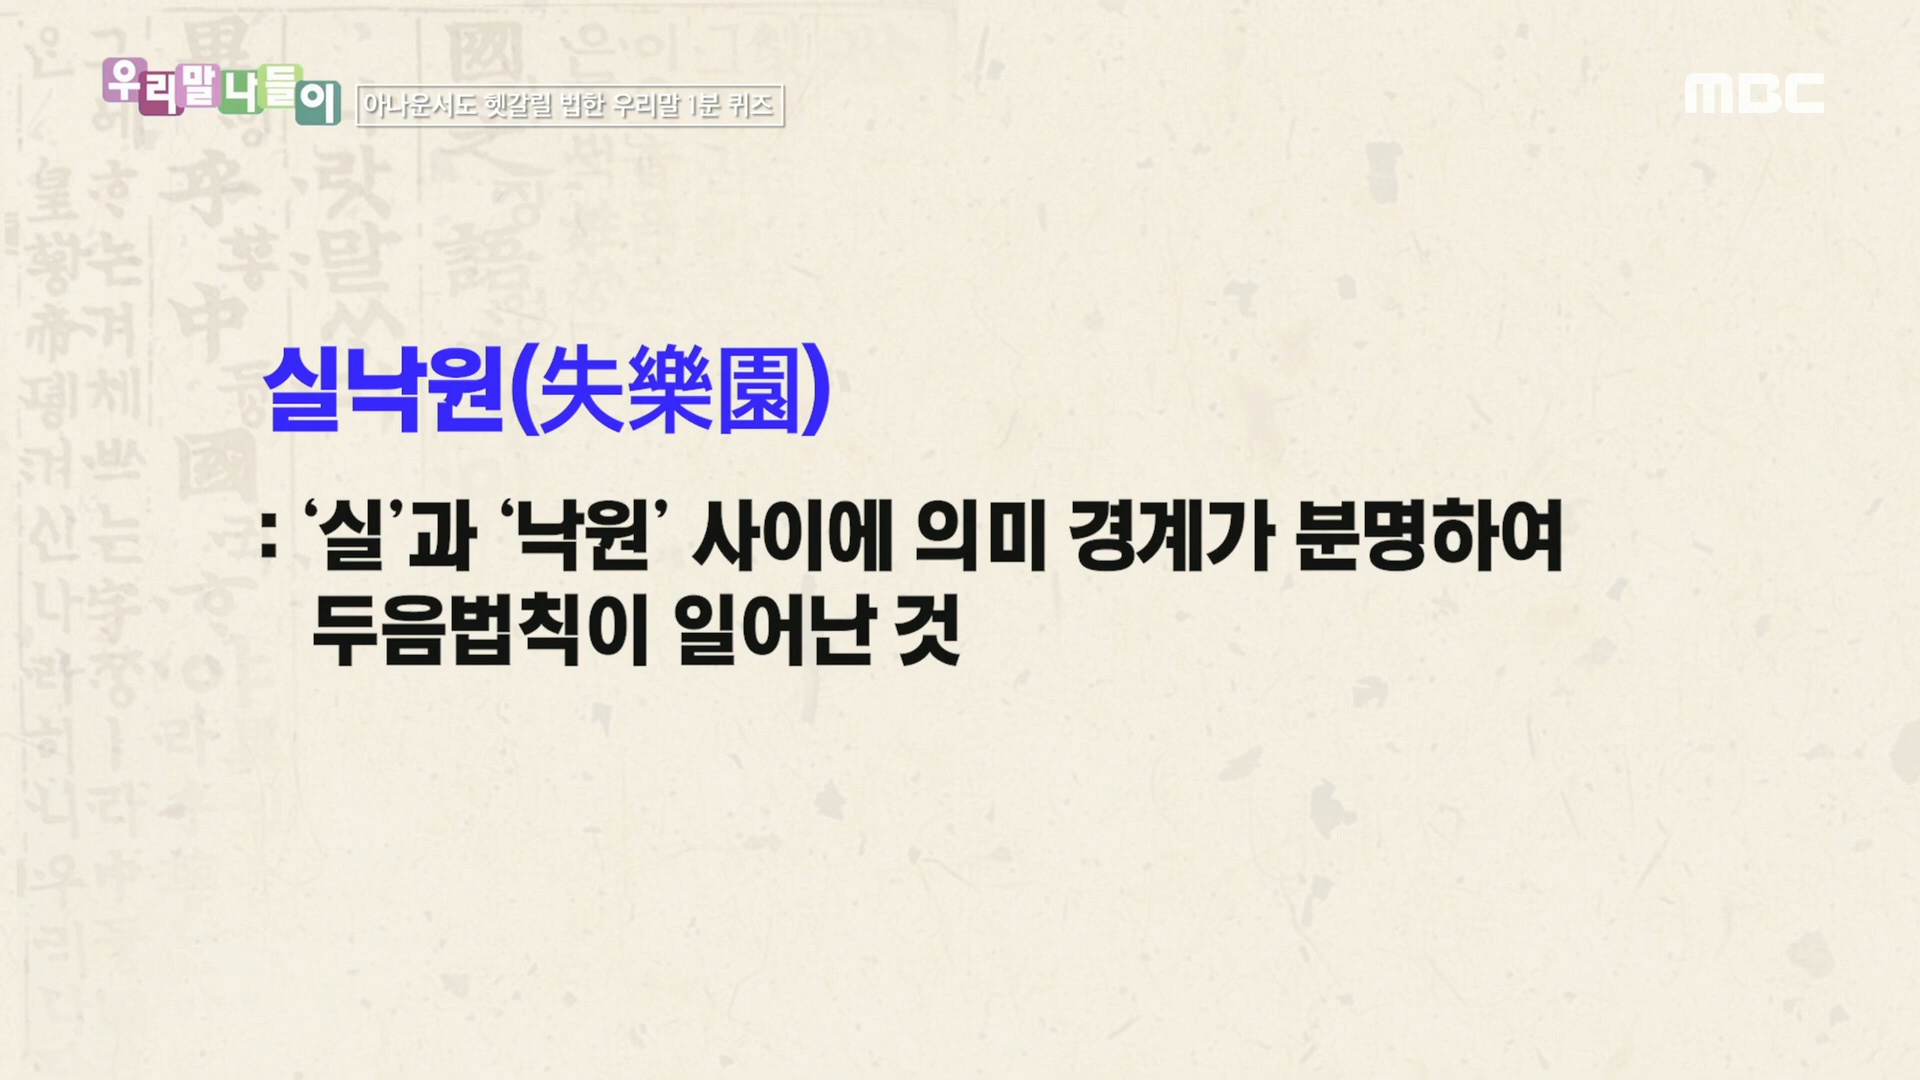 우리말 나들이
아나운서도 헷갈릴 법한 우리말 1분 퀴즈
MBC
실낙원(失樂園)
: ‘실’과 ‘낙원’ 사이에 의미 경계가 분명하여
두음법칙이 일어난 것